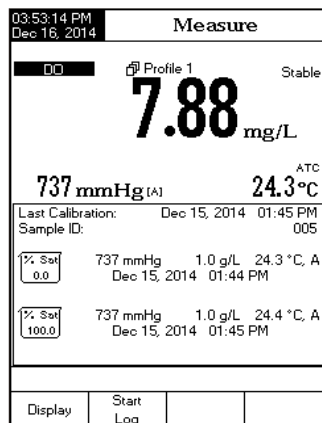 03:53:14 PM
Dec 16, 2014
Measure
DO
Profile 1
Stable
7.88 mg/L
ATC
737 mmHg [A]
24.3°C
Last Calibration: Dec 15, 2014 01:45 PM
Sample ID: 005
% Sat
0.0
737 mmHg 1.0 g/L 24.3 °C, A
Dec 15, 2014 01:44 PM
% Sat
100.0
737 mmHg 1.0 g/L 24.4 °C, A
Dec 15, 2014 01:45 PM
Display
Start
Log